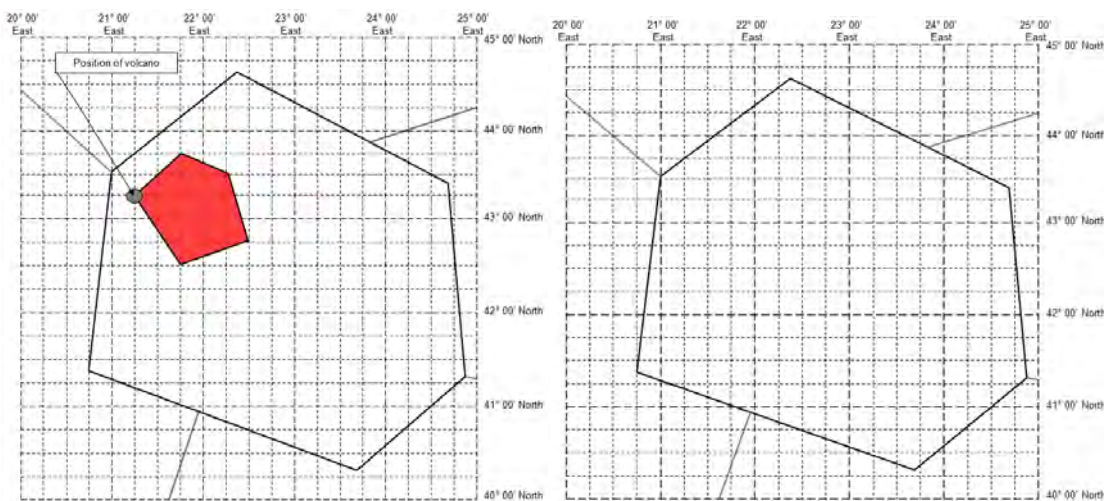 20° 00' 21° 00' 22° 00' 23° 00' 24° 00' 25° 00'
East East East East East East
45° 00' North
Position of volcano
44° 00' North
43° 00' North
42° 00' North
41° 00' North
40° 00' North
20° 00' 21° 00' 22° 00' 23° 00' 24° 00' 25° 00'
East East East East East East
45° 00' North
44° 00' North
43° 00' North
42° 00' North
41° 00' North
40° 00' North